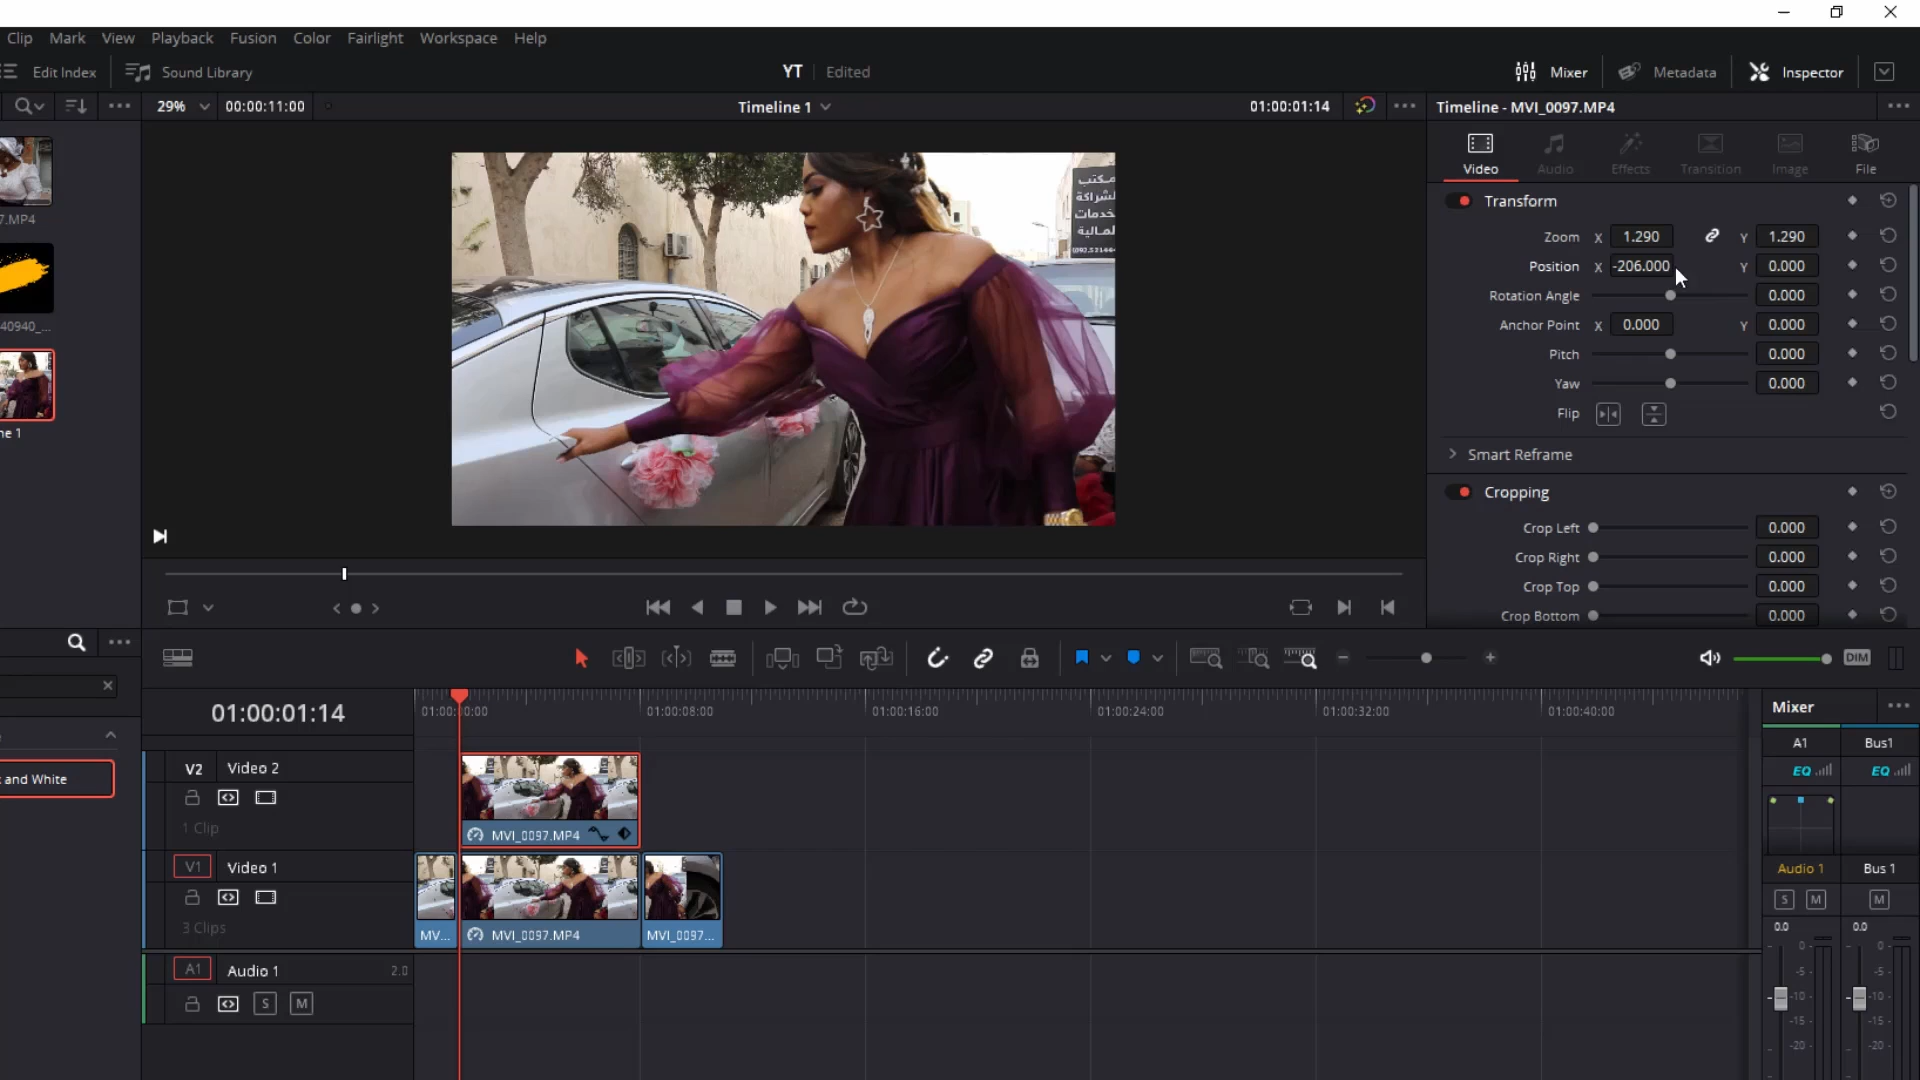 Clip Mark View Playback Fusion Color Fairlight Workspace Help
Edit Index Sound Library YT Edited Mixer Metadata Inspector
29% 00:00:11:00 Timeline 1 01:00:01:14 Timeline - MVI_0097.MP4
Video Audio Effects Transition Image File
مكتب
لشراكة
خدمات
لمالية
7.MP4
Transform
Zoom X 1.290 Y 1.290
Position X -206.000 Y 0.000
Rotation Angle 0.000
Anchor Point X 0.000 Y 0.000
Pitch 0.000
Yaw 0.000
Flip
40940_...
ne 1
Smart Reframe
Cropping
Crop Left 0.000
Crop Right 0.000
Crop Top 0.000
Crop Bottom 0.000
DIM
01:00:01:14
01:00:00:00 01:00:08:00 01:00:16:00 01:00:24:00 01:00:32:00 01:00:40:00
and White
V2 Video 2
1 Clip
MVI_0097.MP4
V1 Video 1
3 Clips
MV... MVI_0097.MP4 MVI_0097...
A1 Audio 1 2.0
S M
Mixer
A1 Bus1
EQ EQ
Audio 1 Bus 1
S M M
0.0 0.0
0- 0-
-5- -5-
-10- -10-
-15- -15-
-20- -20-